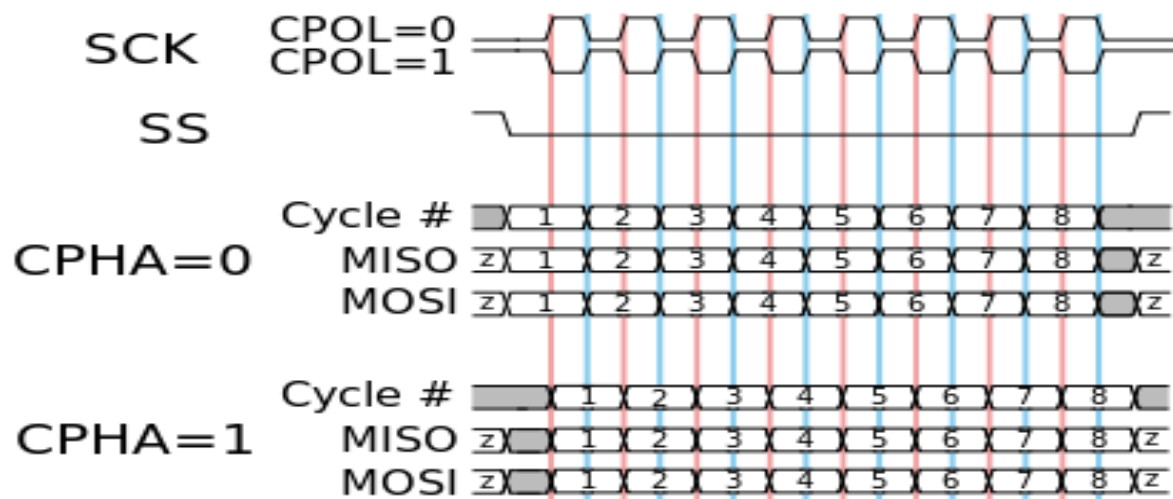 SCK CPOL=0
CPOL=1
SS
Cycle # 1 2 3 4 5 6 7 8
CPHA=0 MISO z 1 2 3 4 5 6 7 8 z
MOSI z 1 2 3 4 5 6 7 8 z
Cycle # 1 2 3 4 5 6 7 8
CPHA=1 MISO z 1 2 3 4 5 6 7 8 z
MOSI z 1 2 3 4 5 6 7 8 z